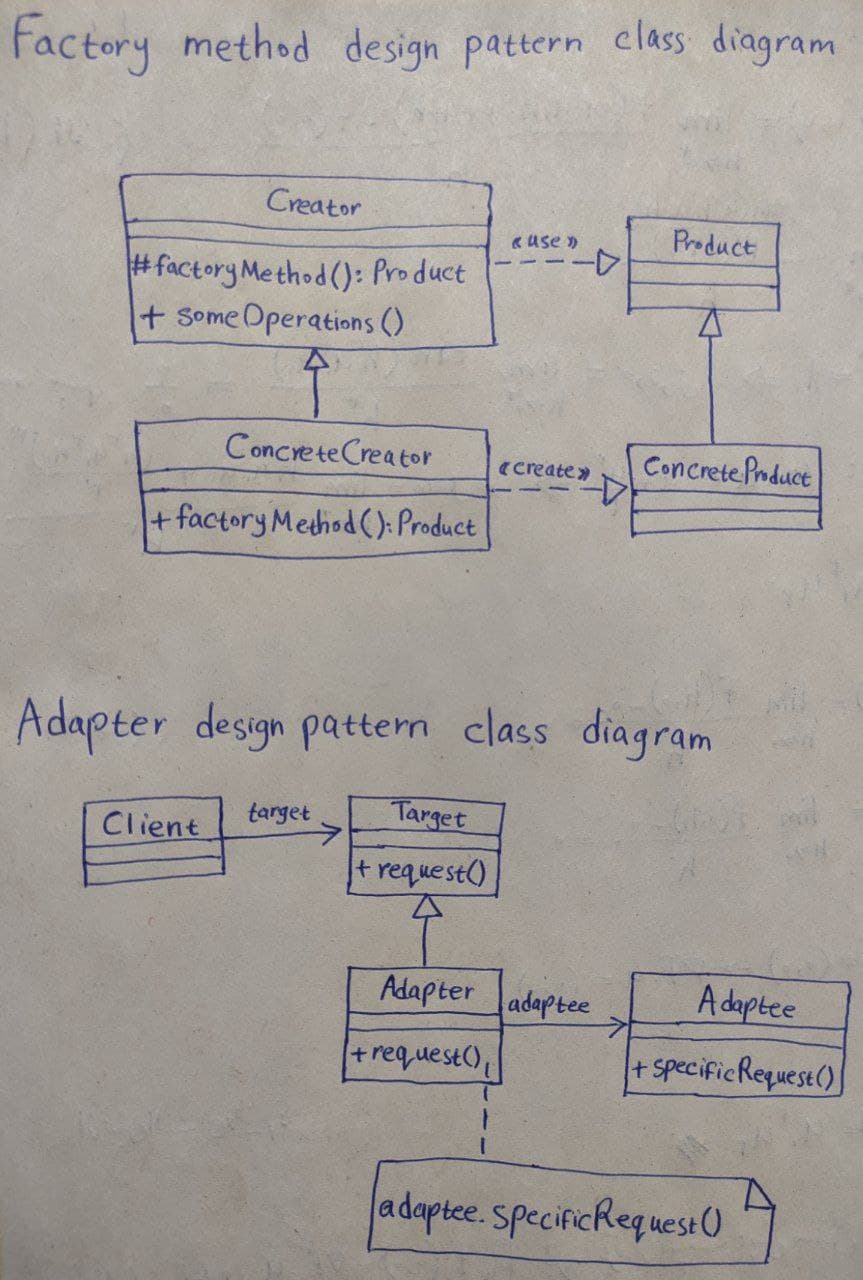 Factory method design pattern class diagram
Creator
#factoryMethod(): Product
+ someOperations()
«use»
Product
ConcreteCreator
+factoryMethod(): Product
«create»
ConcreteProduct
Adapter design pattern class diagram
Client
target
Target
+request()
Adapter
+request()
adaptee
Adaptee
+specificRequest()
adaptee.specificRequest()